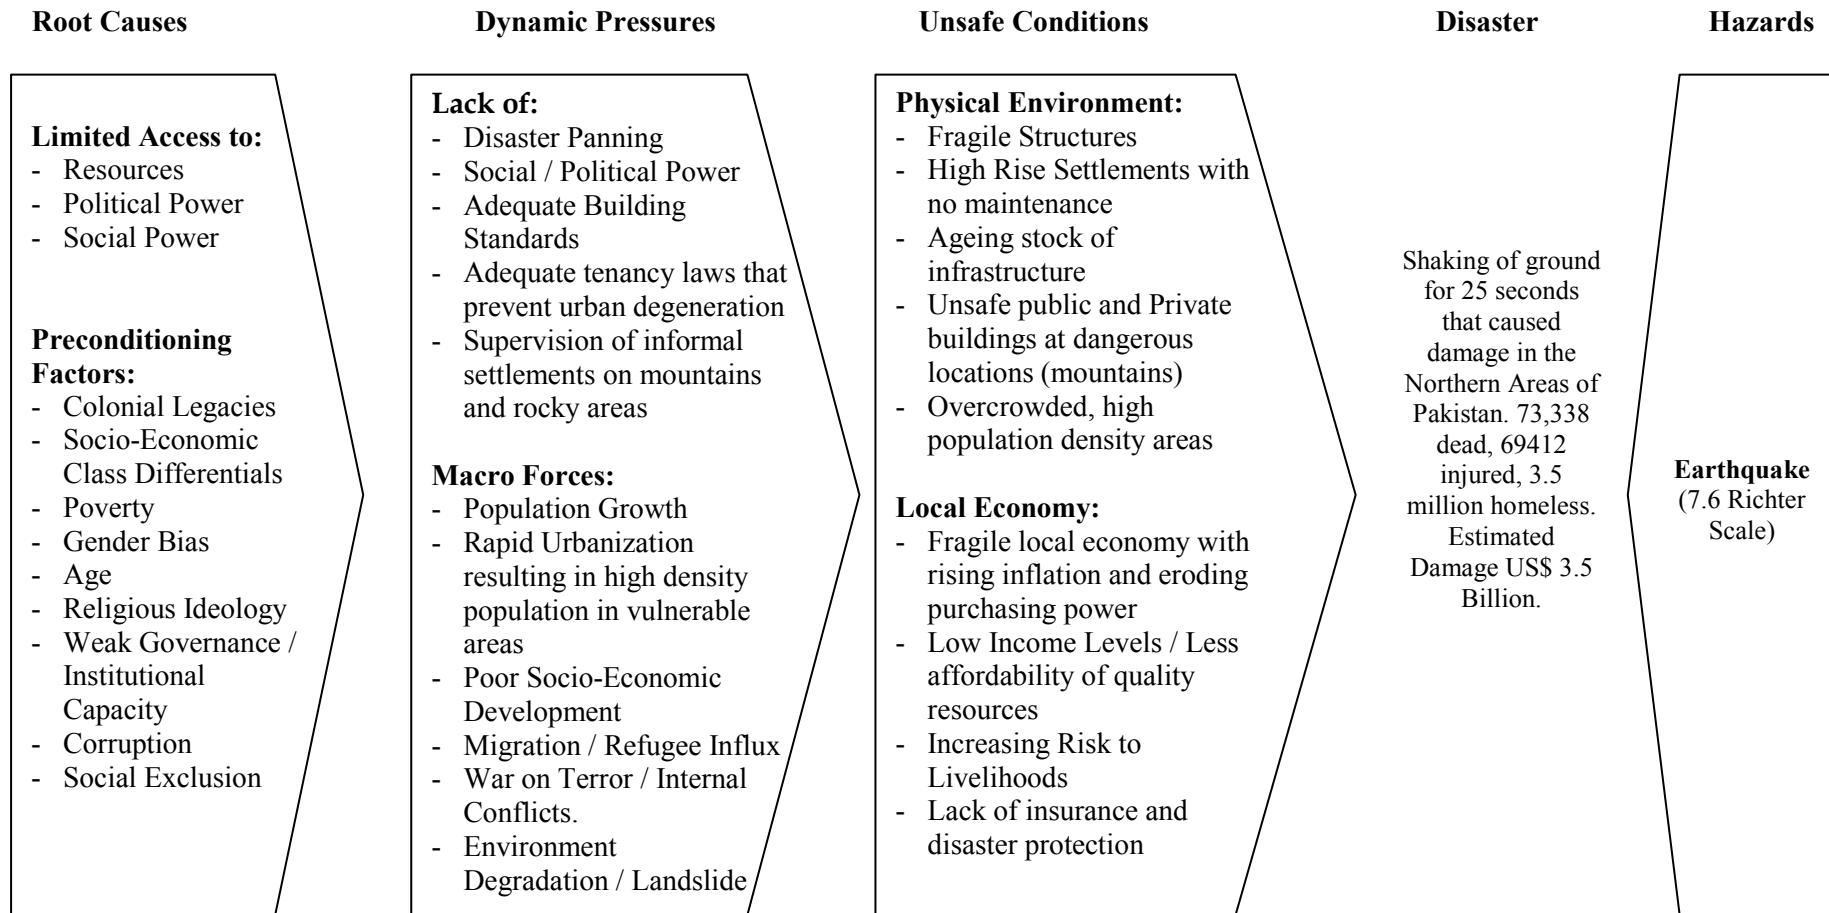 Root Causes
Dynamic Pressures
Unsafe Conditions
Disaster
Hazards
Limited Access to:
- Resources
- Political Power
- Social Power
Preconditioning
Factors:
- Colonial Legacies
- Socio-Economic
Class Differentials
- Poverty
- Gender Bias
- Age
- Religious Ideology
- Weak Governance /
Institutional
Capacity
- Corruption
- Social Exclusion
Lack of:
- Disaster Panning
- Social / Political Power
- Adequate Building
Standards
- Adequate tenancy laws that
prevent urban degeneration
- Supervision of informal
settlements on mountains
and rocky areas
Macro Forces:
- Population Growth
- Rapid Urbanization
resulting in high density
population in vulnerable
areas
- Poor Socio-Economic
Development
- Migration / Refugee Influx
- War on Terror / Internal
Conflicts.
- Environment
Degradation / Landslide
Physical Environment:
- Fragile Structures
- High Rise Settlements with
no maintenance
- Ageing stock of
infrastructure
- Unsafe public and Private
buildings at dangerous
locations (mountains)
- Overcrowded, high
population density areas
Local Economy:
- Fragile local economy with
rising inflation and eroding
purchasing power
- Low Income Levels / Less
affordability of quality
resources
- Increasing Risk to
Livelihoods
- Lack of insurance and
disaster protection
Shaking of ground
for 25 seconds
that caused
damage in the
Northern Areas of
Pakistan. 73,338
dead, 69412
injured, 3.5
million homeless.
Estimated
Damage US$ 3.5
Billion.
Earthquake
(7.6 Richter
Scale)